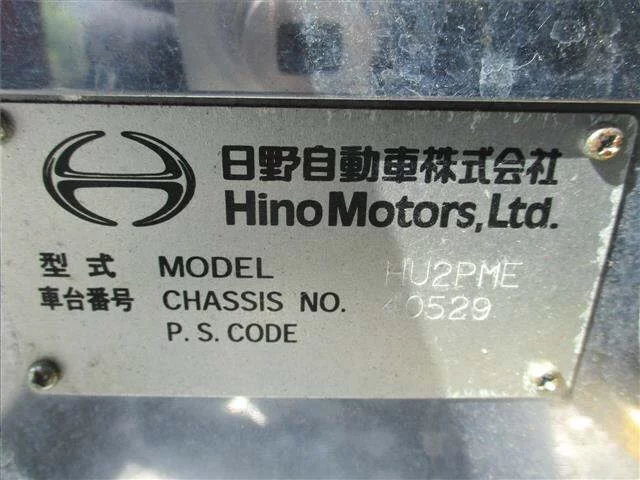 日野自動車株式会社
Hino Motors, Ltd.
型式 MODEL HU2PME
車台番号 CHASSIS NO. 40529
P. S. CODE